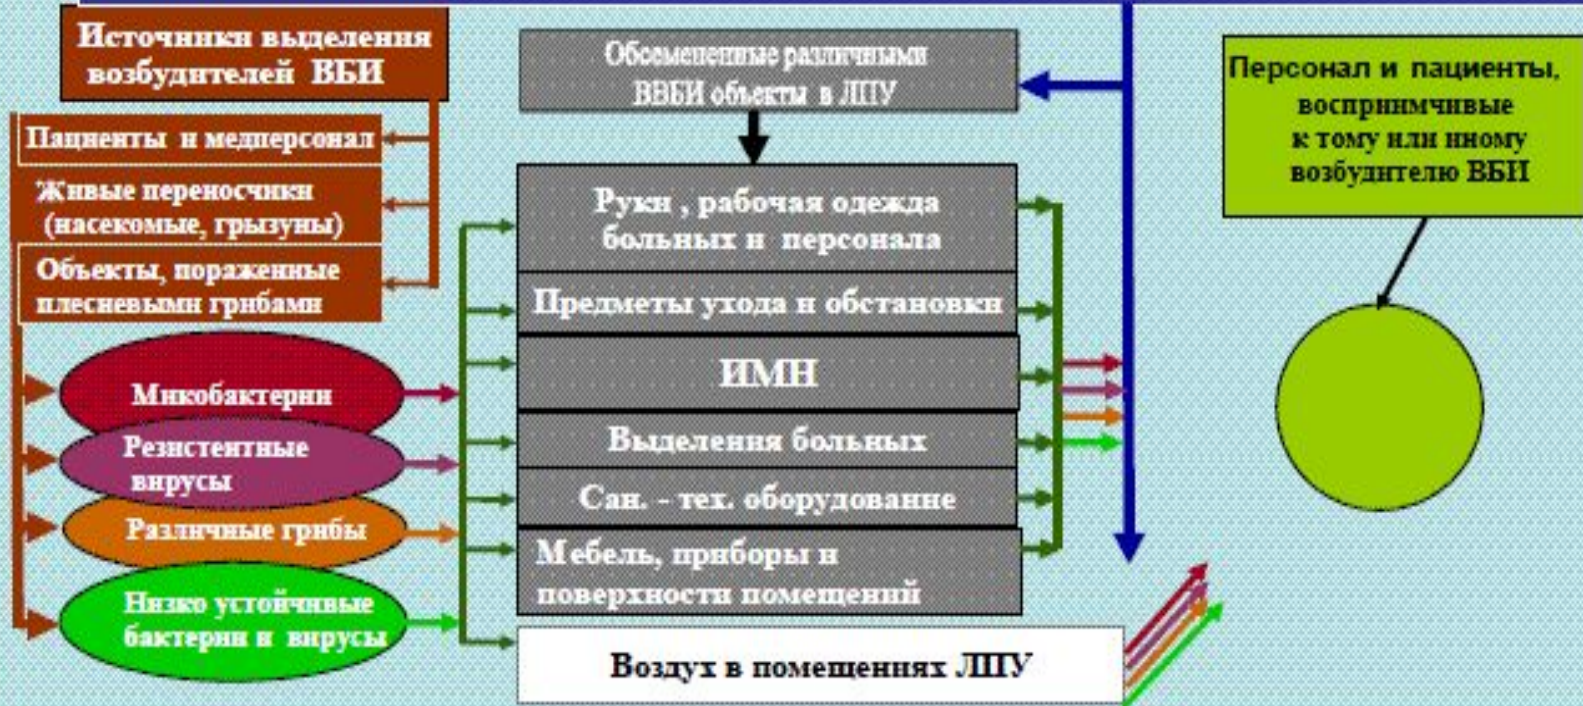 Источники выделения
возбудителей ВБИ
Пациенты и медперсонал
Живые переносчики
(насекомые, грызуны)
Объекты, пораженные
плесневыми грибами
Микобактерии
Резистентные
вирусы
Различные грибы
Низко устойчивые
бактерии и вирусы
Обсемененные различными
ВВБИ объекты в ЛПУ
Руки , рабочая одежда
больных и персонала
Предметы ухода и обстановки
ИМН
Выделения больных
Сан. - тех. оборудование
Мебель, приборы и
поверхности помещений
Воздух в помещениях ЛПУ
Персонал и пациенты,
восприимчивые
к тому или иному
возбудителю ВБИ